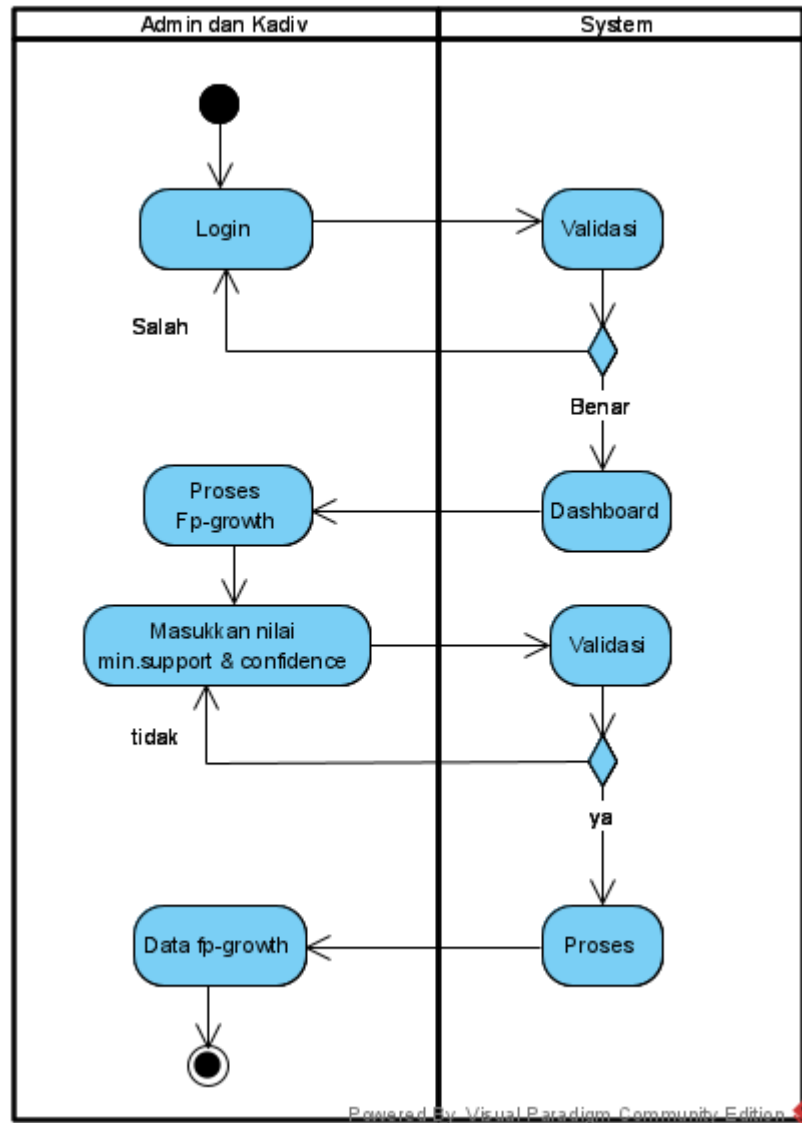 Admin dan Kadiv
System
Login
Validasi
Salah
Benar
Proses
Fp-growth
Dashboard
Masukkan nilai
min.support & confidence
Validasi
tidak
ya
Data fp-growth
Proses
Powered By Visual Paradigm Community Edition